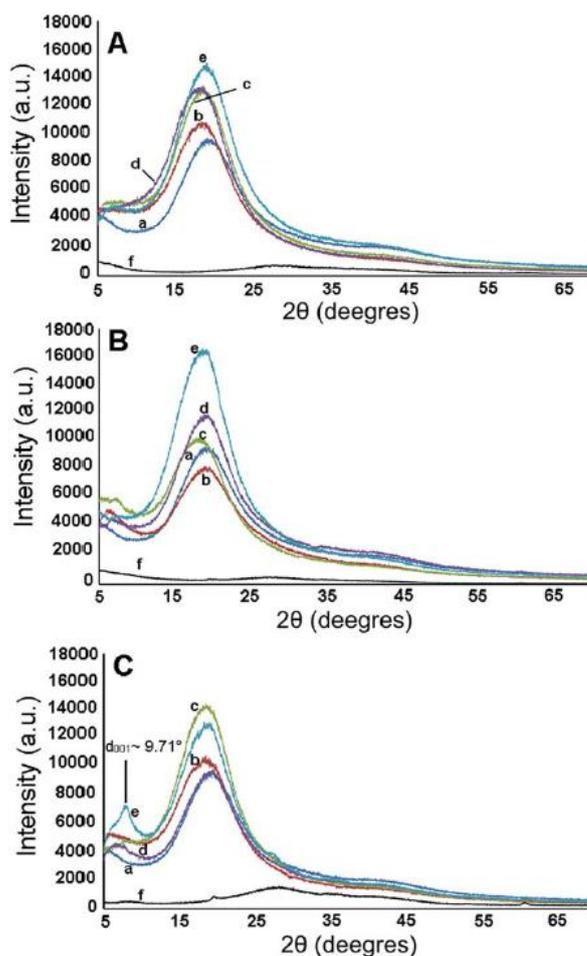 A
Intensity (a.u.)
18000
16000
14000
12000
10000
8000
6000
4000
2000
0
e
c
b
d
a
f
5 15 25 35 45 55 65
2θ (deegres)
B
Intensity (a.u.)
18000
16000
14000
12000
10000
8000
6000
4000
2000
0
e
d
c
a
b
f
5 15 25 35 45 55 65
2θ (deegres)
C
Intensity (a.u.)
18000
16000
14000
12000
10000
8000
6000
4000
2000
0
c
d001~ 9.71°
b
e
d
a
f
5 15 25 35 45 55 65
2θ (deegres)